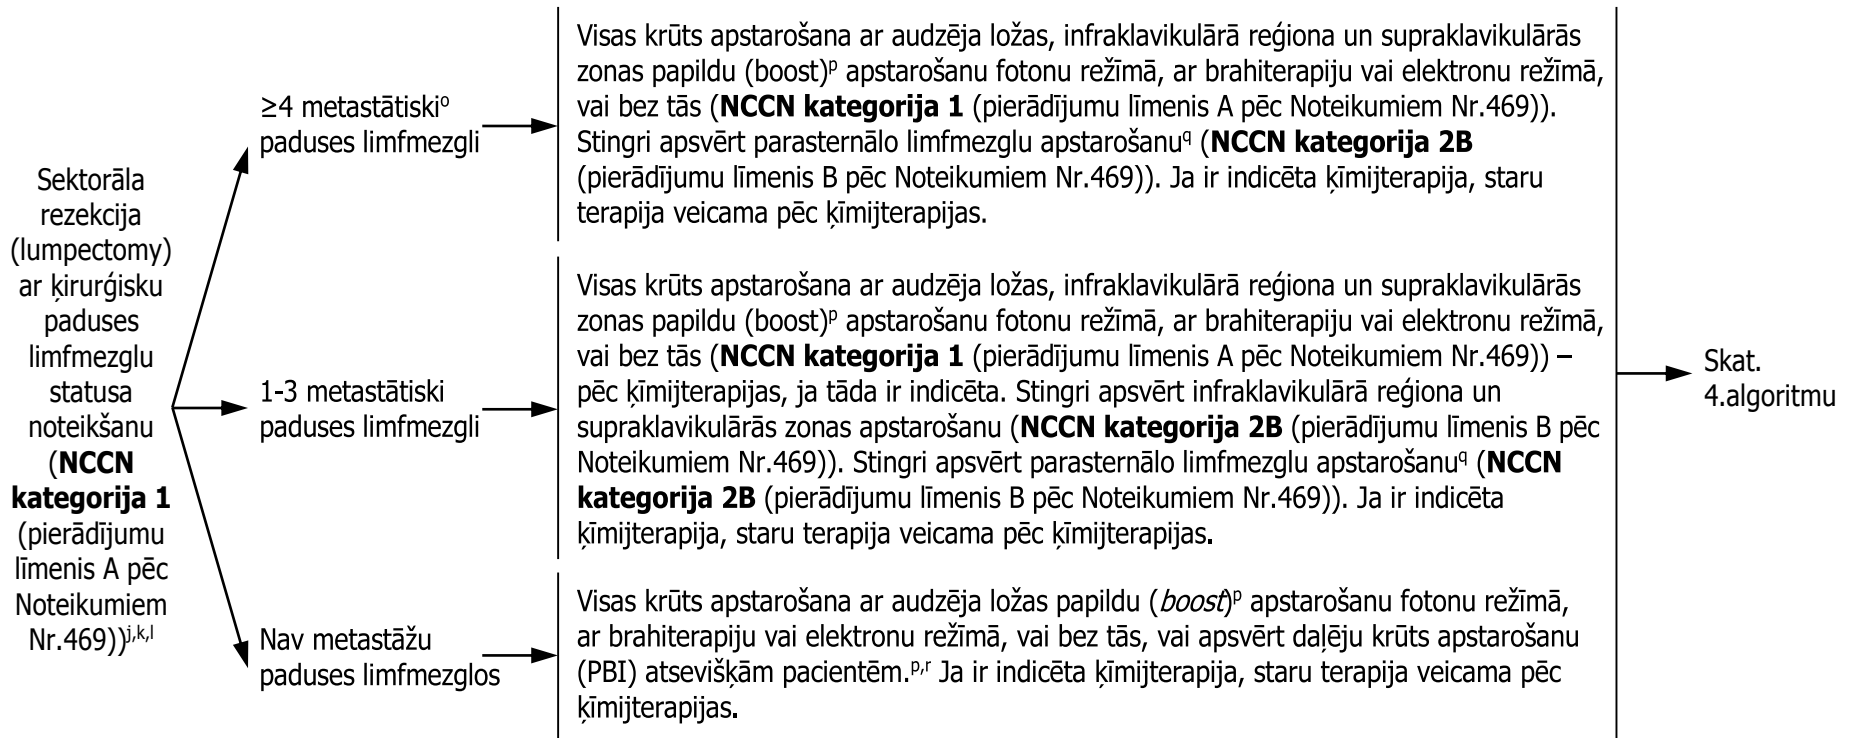 Sektorāla
rezekcija
(lumpectomy)
ar ķirurģisku
paduses
limfmezglu
statusa
noteikšanu
(NCCN
kategorija 1
(pierādījumu
līmenis A pēc
Noteikumiem
Nr.469))j,k,l
≥4 metastātiskio
paduses limfmezgli
Visas krūts apstarošana ar audzēja ložas, infraklavikulārā reģiona un supraklavikulārās
zonas papildu (boost)p apstarošanu fotonu režīmā, ar brahiterapiju vai elektronu režīmā,
vai bez tās (NCCN kategorija 1 (pierādījumu līmenis A pēc Noteikumiem Nr.469)).
Stingri apsvērt parasternālo limfmezglu apstarošanuq (NCCN kategorija 2B
(pierādījumu līmenis B pēc Noteikumiem Nr.469)). Ja ir indicēta ķīmijterapija, staru
terapija veicama pēc ķīmijterapijas.
1-3 metastātiski
paduses limfmezgli
Visas krūts apstarošana ar audzēja ložas, infraklavikulārā reģiona un supraklavikulārās
zonas papildu (boost)p apstarošanu fotonu režīmā, ar brahiterapiju vai elektronu režīmā,
vai bez tās (NCCN kategorija 1 (pierādījumu līmenis A pēc Noteikumiem Nr.469)) –
pēc ķīmijterapijas, ja tāda ir indicēta. Stingri apsvērt infraklavikulārā reģiona un
supraklavikulārās zonas apstarošanu (NCCN kategorija 2B (pierādījumu līmenis B pēc
Noteikumiem Nr.469)). Stingri apsvērt parasternālo limfmezglu apstarošanuq (NCCN
kategorija 2B (pierādījumu līmenis B pēc Noteikumiem Nr.469)). Ja ir indicēta
ķīmijterapija, staru terapija veicama pēc ķīmijterapijas.
Nav metastāžu
paduses limfmezglos
Visas krūts apstarošana ar audzēja ložas papildu (boost)p apstarošanu fotonu režīmā,
ar brahiterapiju vai elektronu režīmā, vai bez tās, vai apsvērt daļēju krūts apstarošanu
(PBI) atsevišķām pacientēm.p,r Ja ir indicēta ķīmijterapija, staru terapija veicama pēc
ķīmijterapijas.
Skat.
4.algoritmu